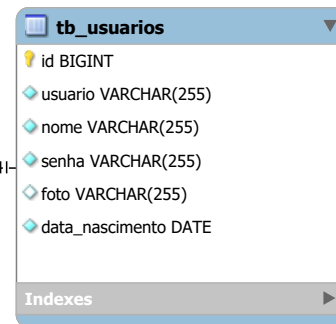 tb_usuarios
id BIGINT
usuario VARCHAR(255)
nome VARCHAR(255)
senha VARCHAR(255)
foto VARCHAR(255)
data_nascimento DATE
Indexes